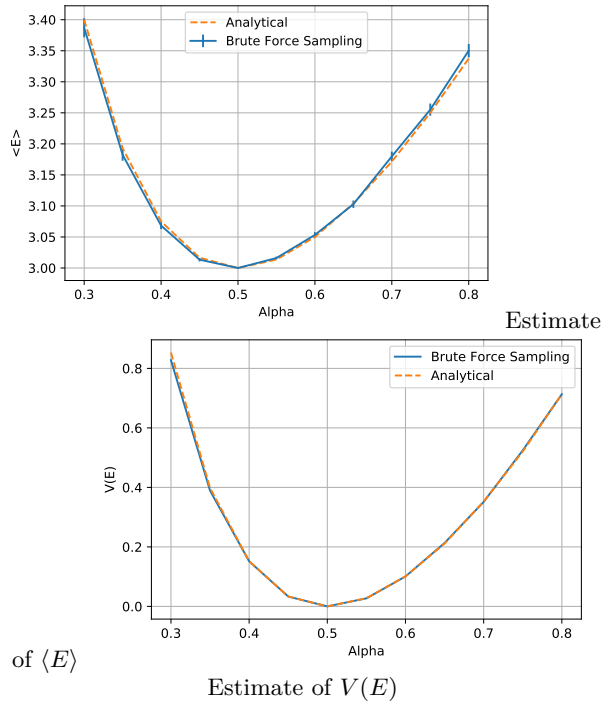 3.40
3.35
3.30
3.25
3.20
3.15
3.10
3.05
3.00
<E>
Analytical
Brute Force Sampling
0.3 0.4 0.5 0.6 0.7 0.8
Alpha
Estimate
0.8
0.6
0.4
0.2
0.0
V(E)
Brute Force Sampling
Analytical
0.3 0.4 0.5 0.6 0.7 0.8
Alpha
of ⟨E⟩
Estimate of V(E)